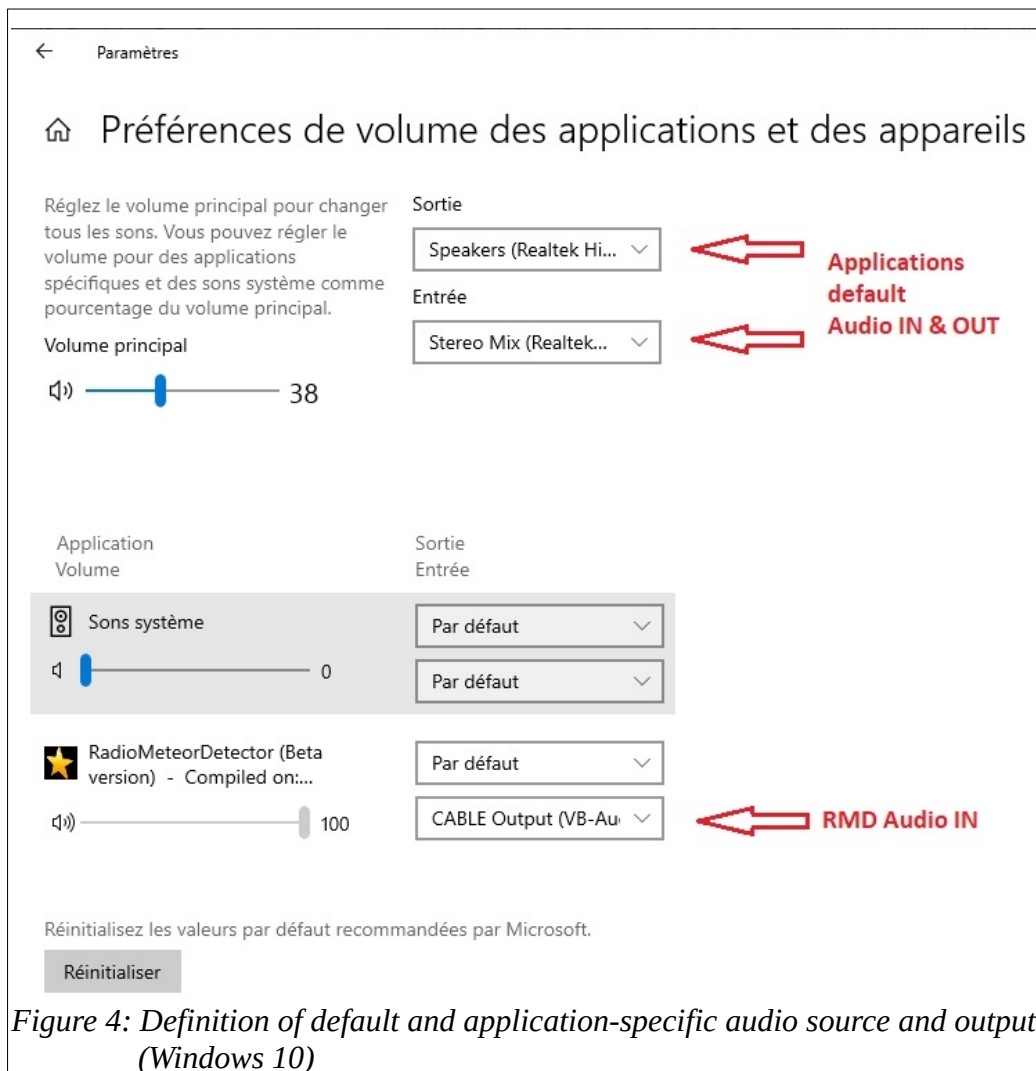 Paramètres
Préférences de volume des applications et des appareils
Réglez le volume principal pour changer
tous les sons. Vous pouvez régler le
volume pour des applications
spécifiques et des sons système comme
pourcentage du volume principal.
Volume principal
38
Sortie
Speakers (Realtek Hi...
Entrée
Stereo Mix (Realtek...
Applications
default
Audio IN & OUT
Application
Volume
Sortie
Entrée
Sons système
0
Par défaut
Par défaut
RadioMeteorDetector (Beta
version) - Compiled on:...
100
Par défaut
CABLE Output (VB-Au
RMD Audio IN
Réinitialisez les valeurs par défaut recommandées par Microsoft.
Réinitialiser
Figure 4: Definition of default and application-specific audio source and output
(Windows 10)